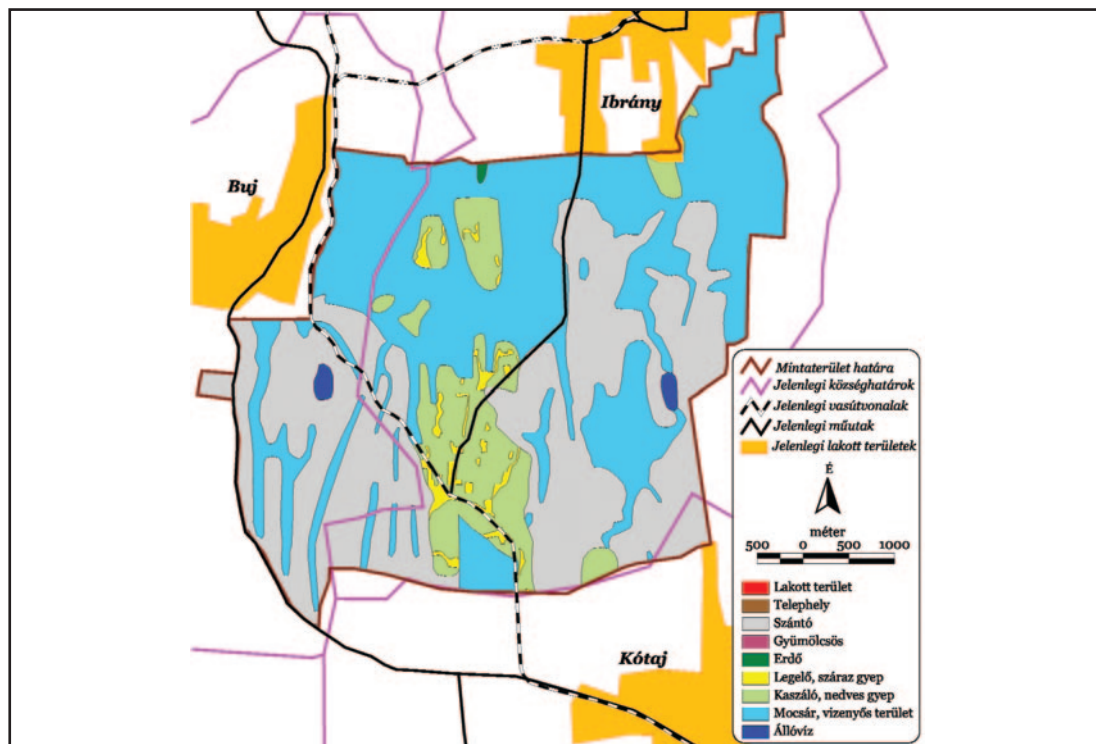 Ibrány
Buj
Kótaj
Mintaterület határa
Jelenlegi községhatárok
Jelenlegi vasútvonalak
Jelenlegi műutak
Jelenlegi lakott területek
É
méter
500 0 500 1000
Lakott terület
Telephely
Szántó
Gyümölcsös
Erdő
Legelő, száraz gyep
Kaszáló, nedves gyep
Mocsár, vizenyős terület
Állóvíz